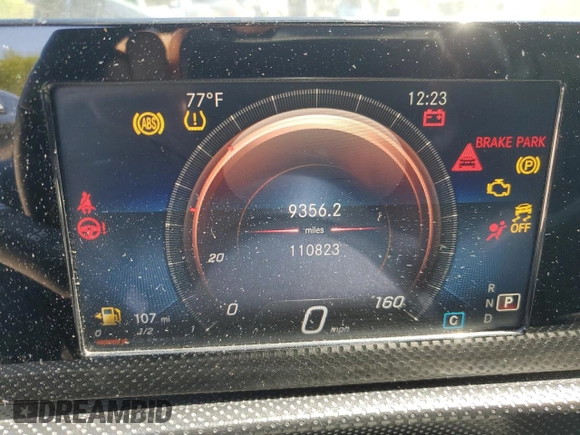 77°F
12:23
ABS
BRAKE PARK
P
9356.2
miles
110823
OFF
20
107 mi
0
1/2
0
0 mph
160
C
R
N P
D
DREAMBID